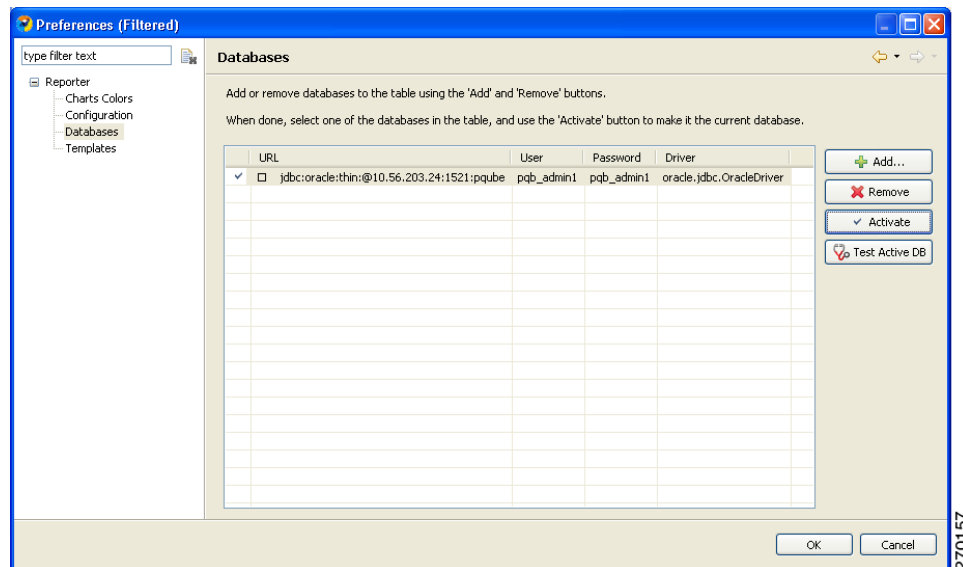 Preferences (Filtered)
type filter text
Databases
Reporter
Charts Colors
Configuration
Databases
Templates
Add or remove databases to the table using the 'Add' and 'Remove' buttons.
When done, select one of the databases in the table, and use the 'Activate' button to make it the current database.
URL User Password Driver
jdbc:oracle:thin:@10.56.203.24:1521:pqube pqb_admin1 pqb_admin1 oracle.jdbc.OracleDriver
Add...
Remove
Activate
Test Active DB
OK Cancel
270157